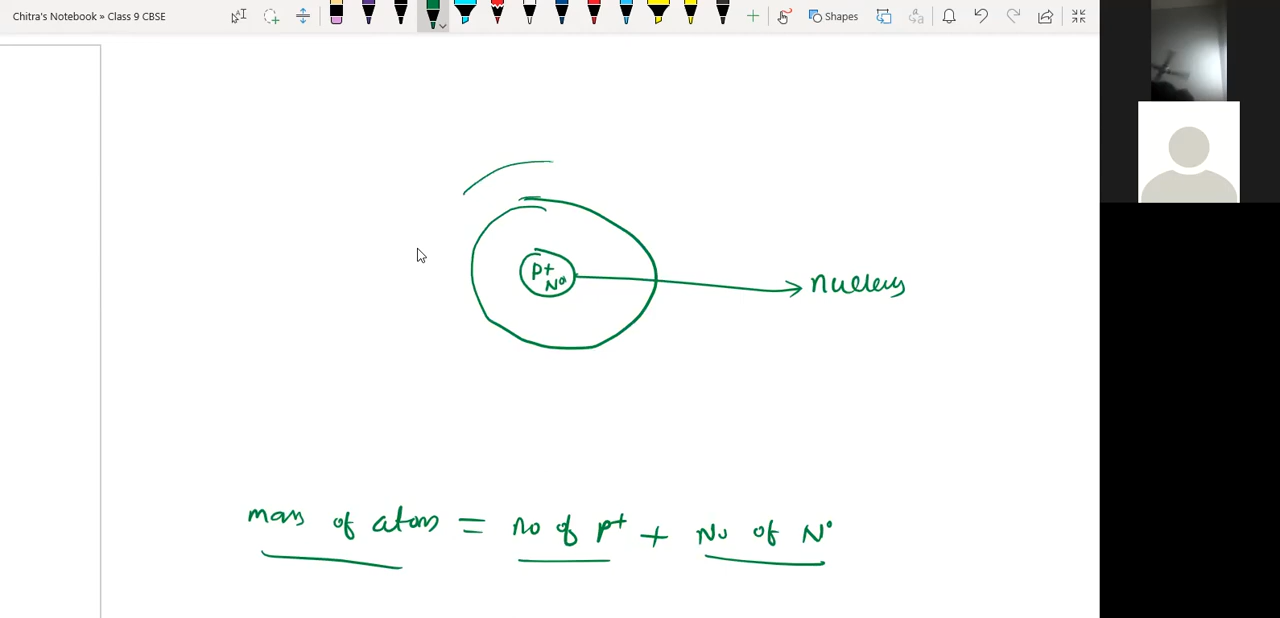 Chitra's Notebook » Class 9 CBSE
Shapes
p+
N°
nucleus
mass of atom = no of p+ + No of N°